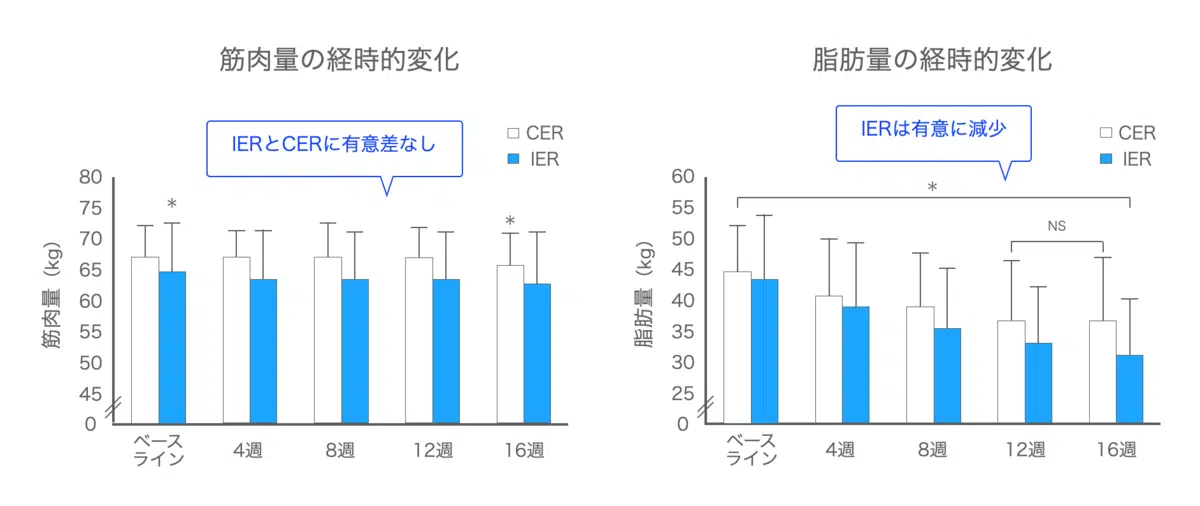 筋肉量の経時的変化
IERとCERに有意差なし
CER
IER
筋肉量（kg）
80
75
70
65
60
55
50
45
0
*
*
ベース
ライン
4週
8週
12週
16週
脂肪量の経時的変化
IERは有意に減少
CER
IER
脂肪量（kg）
60
55
50
45
40
35
30
25
0
*
NS
ベース
ライン
4週
8週
12週
16週